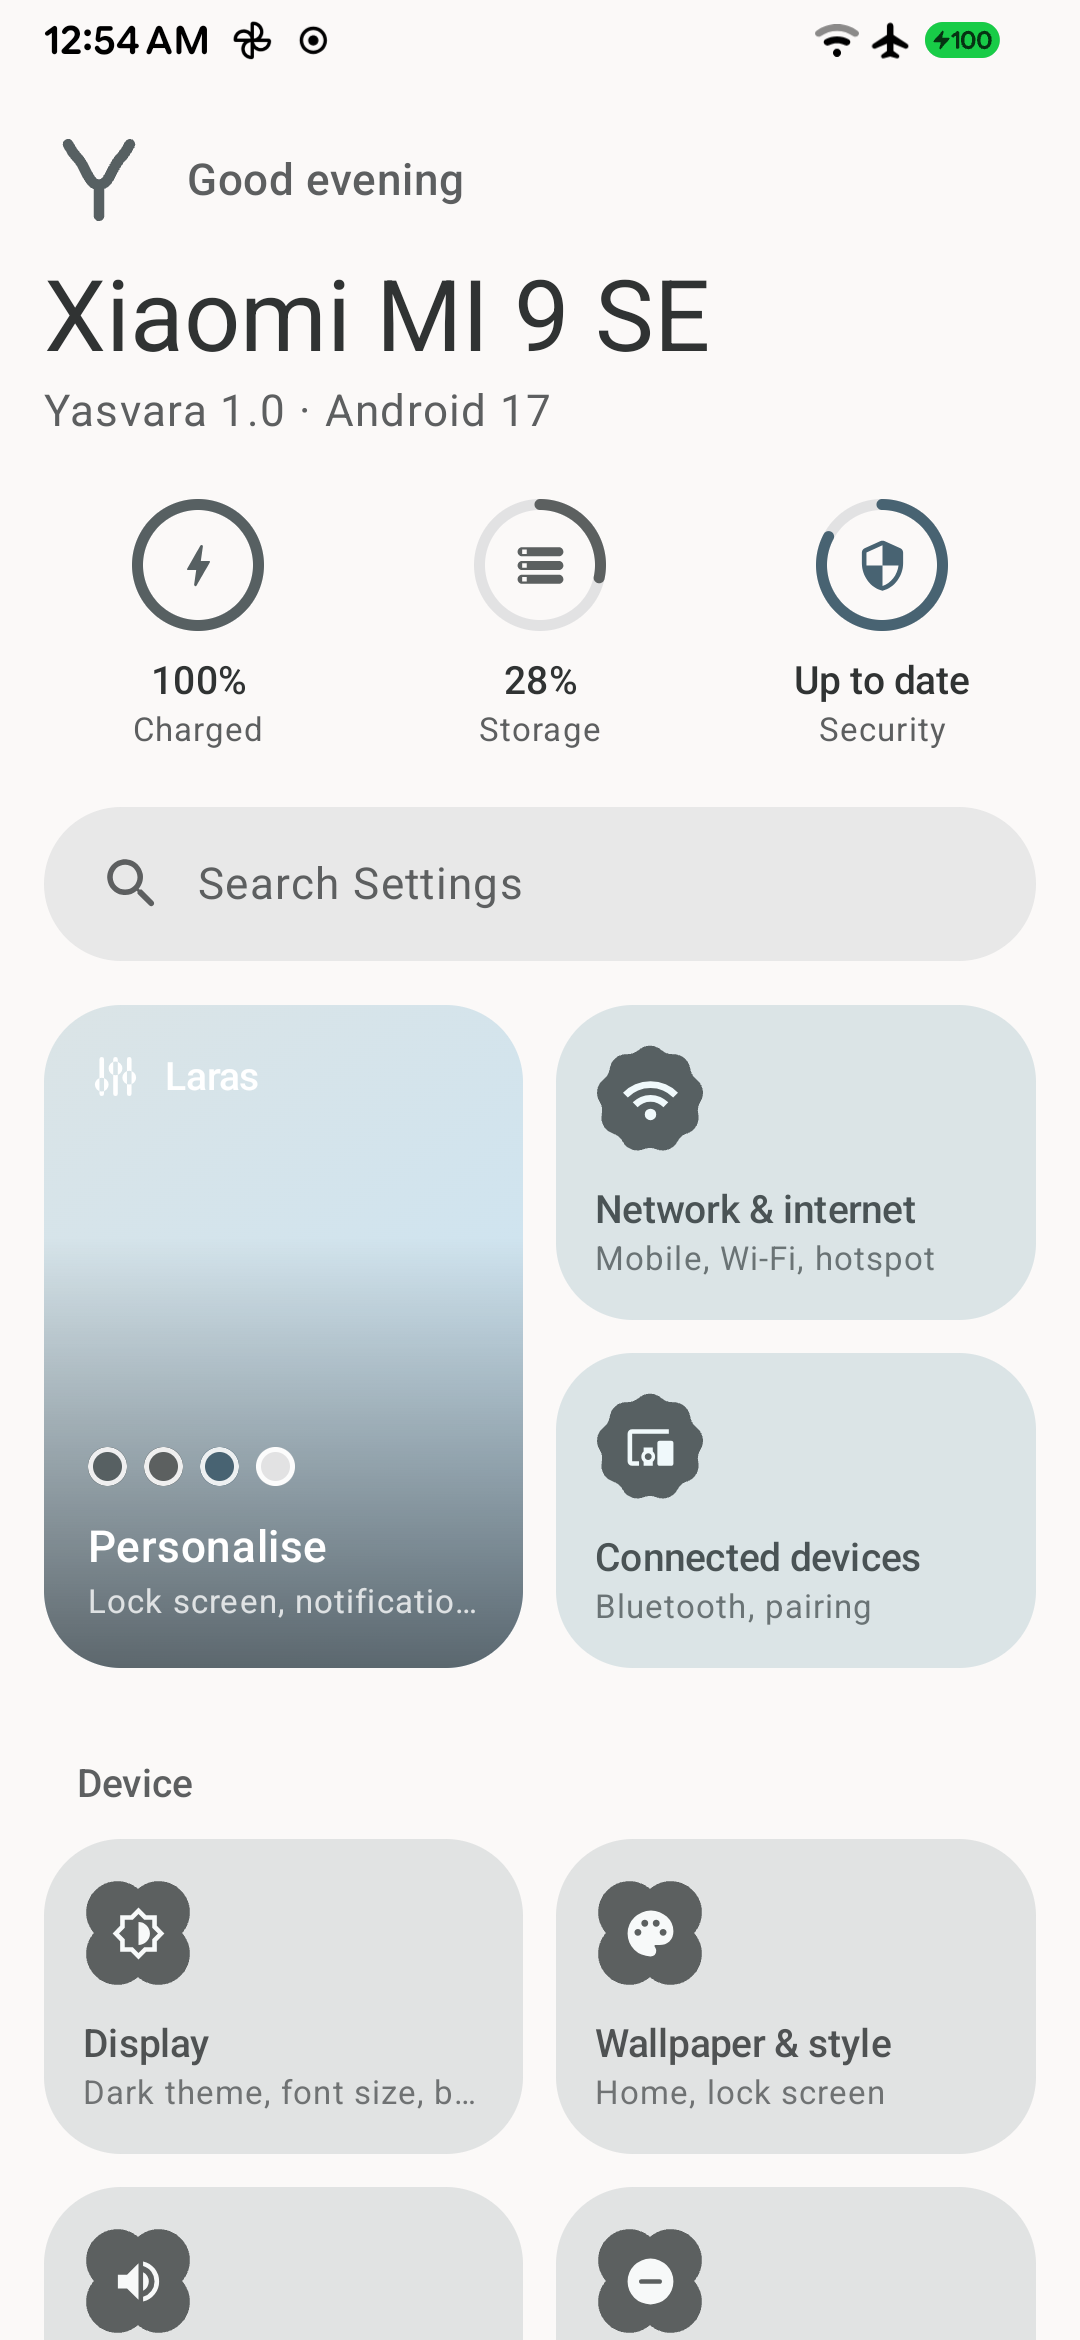 12:54 AM
100
Good evening
Xiaomi MI 9 SE
Yasvara 1.0 · Android 17
100%
Charged
28%
Storage
Up to date
Security
Search Settings
Laras
Personalise
Lock screen, notificatio…
Network & internet
Mobile, Wi-Fi, hotspot
Connected devices
Bluetooth, pairing
Device
Display
Dark theme, font size, b…
Wallpaper & style
Home, lock screen